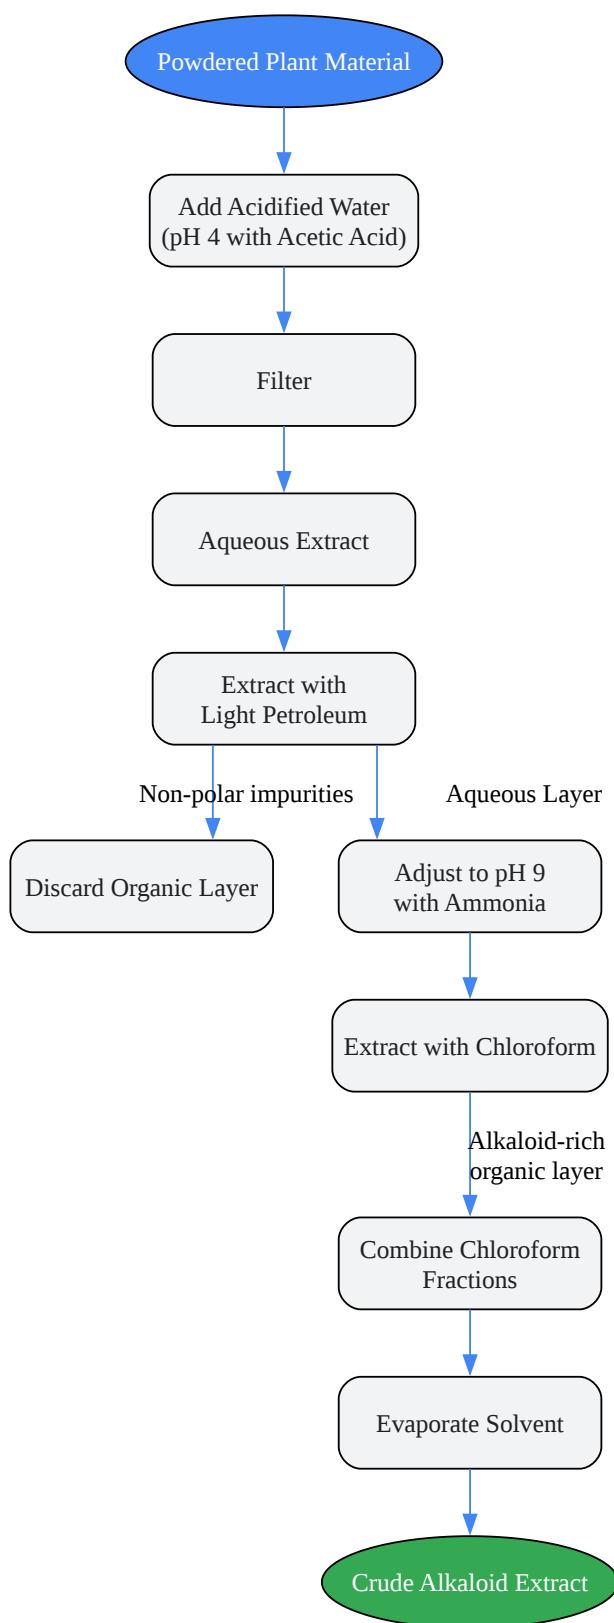 Powdered Plant Material
Add Acidified Water
(pH 4 with Acetic Acid)
Filter
Aqueous Extract
Extract with
Light Petroleum
Non-polar impurities
Aqueous Layer
Discard Organic Layer
Adjust to pH 9
with Ammonia
Extract with Chloroform
Alkaloid-rich
organic layer
Combine Chloroform
Fractions
Evaporate Solvent
Crude Alkaloid Extract